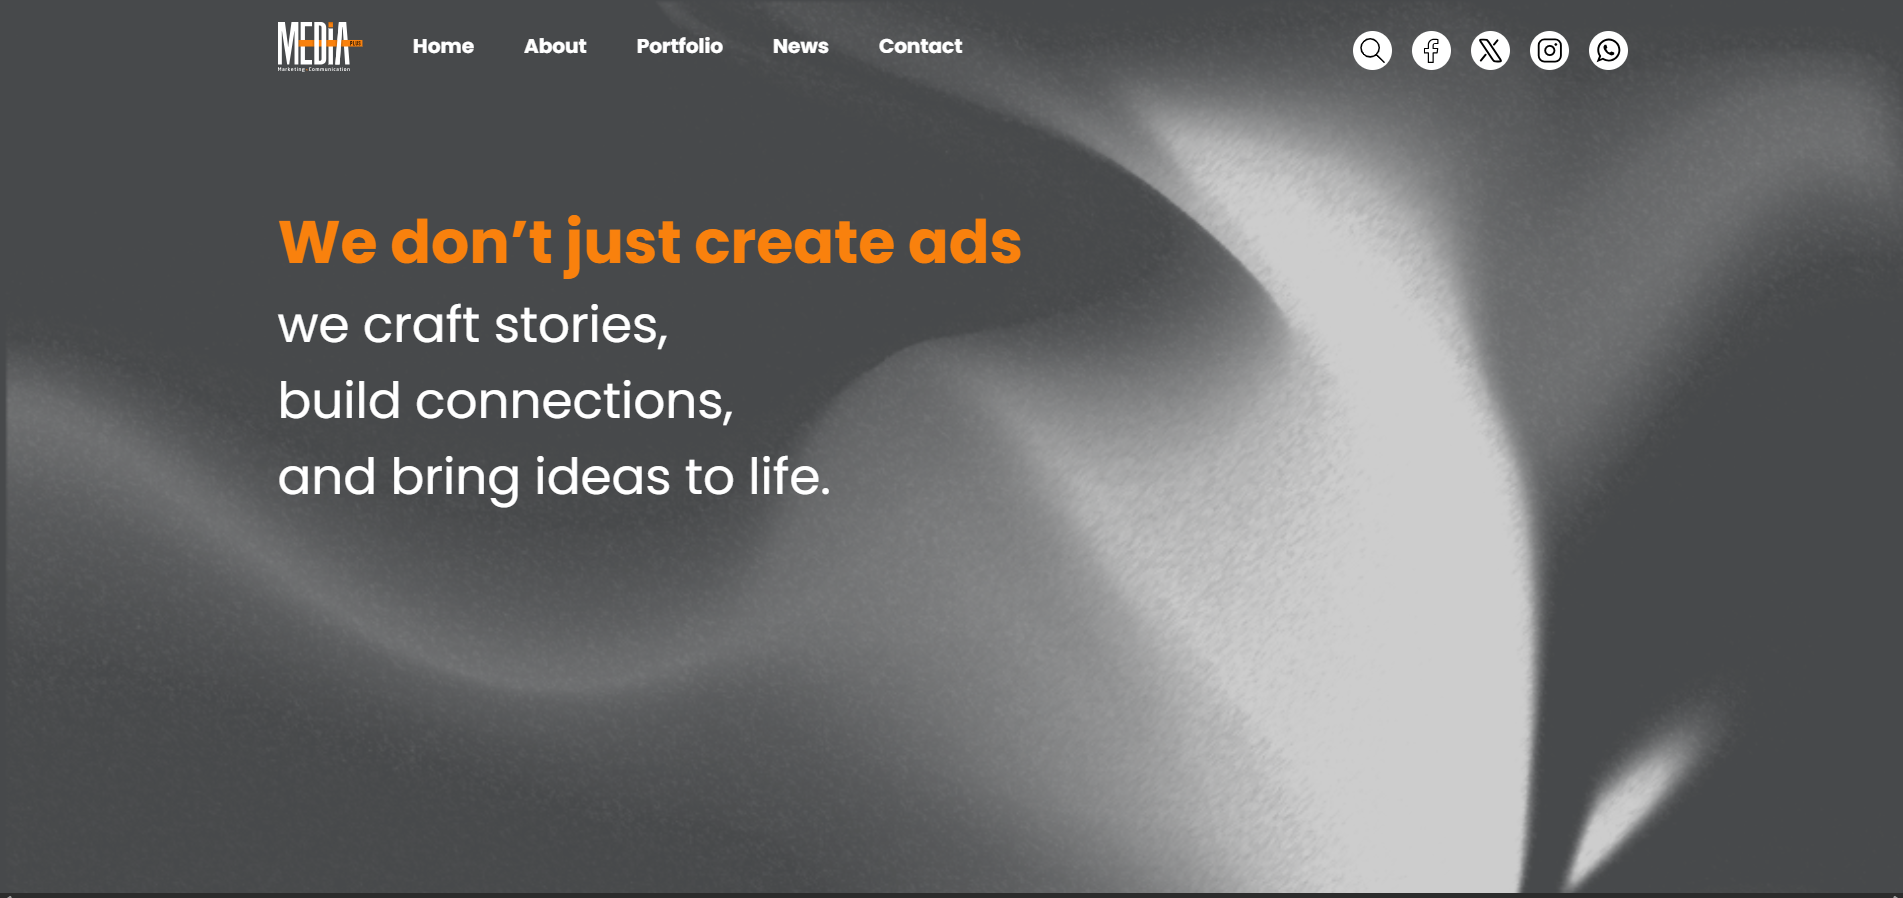 MEDiA
PLUS
Marketing - Communication
Home
About
Portfolio
News
Contact
We don’t just create ads
we craft stories,
build connections,
and bring ideas to life.